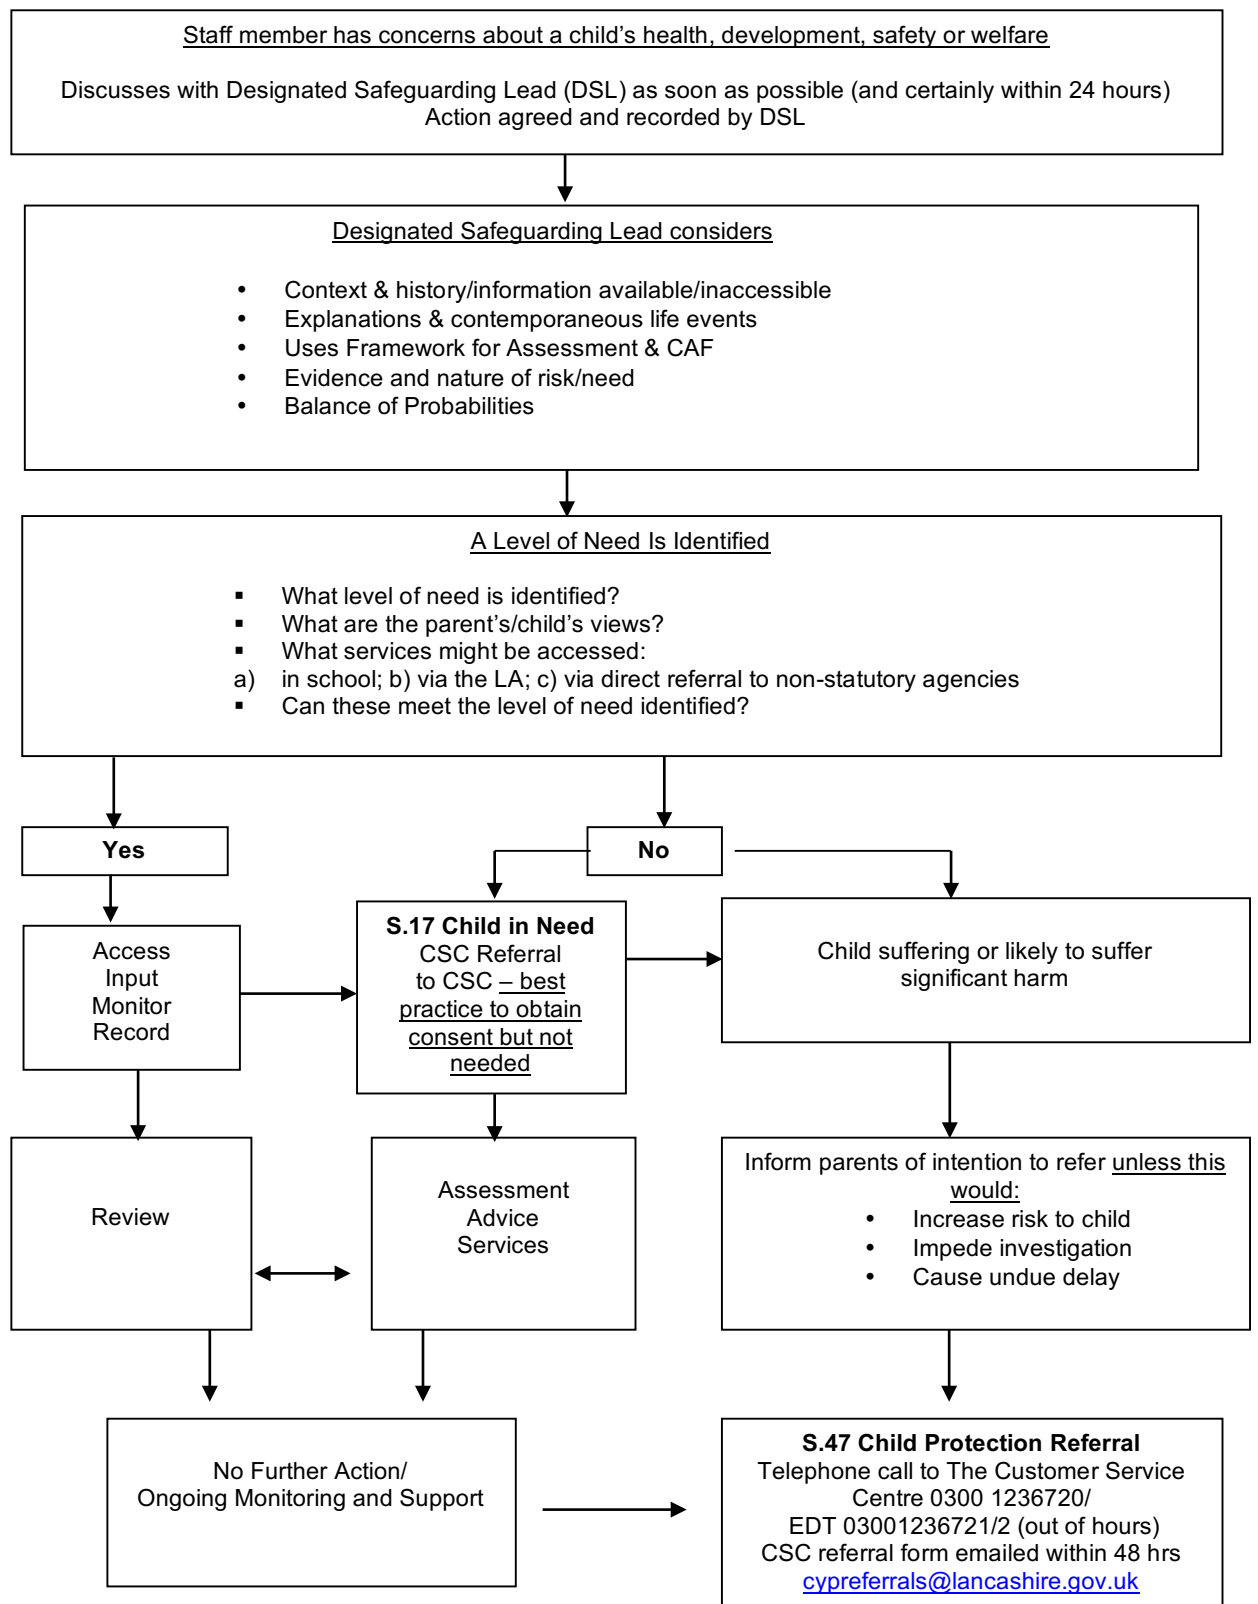 Staff member has concerns about a child's health, development, safety or welfare
Discusses with Designated Safeguarding Lead (DSL) as soon as possible (and certainly within 24 hours)
Action agreed and recorded by DSL
Designated Safeguarding Lead considers
• Context & history/information available/inaccessible
• Explanations & contemporaneous life events
• Uses Framework for Assessment & CAF
• Evidence and nature of risk/need
• Balance of Probabilities
A Level of Need Is Identified
▪ What level of need is identified?
▪ What are the parent's/child's views?
▪ What services might be accessed:
a) in school; b) via the LA; c) via direct referral to non-statutory agencies
▪ Can these meet the level of need identified?
Yes
No
Access
Input
Monitor
Record
S.17 Child in Need
CSC Referral
to CSC – best
practice to obtain
consent but not
needed
Child suffering or likely to suffer
significant harm
Review
Assessment
Advice
Services
Inform parents of intention to refer unless this
would:
• Increase risk to child
• Impede investigation
• Cause undue delay
No Further Action/
Ongoing Monitoring and Support
S.47 Child Protection Referral
Telephone call to The Customer Service
Centre 0300 1236720/
EDT 03001236721/2 (out of hours)
CSC referral form emailed within 48 hrs
cypreferrals@lancashire.gov.uk